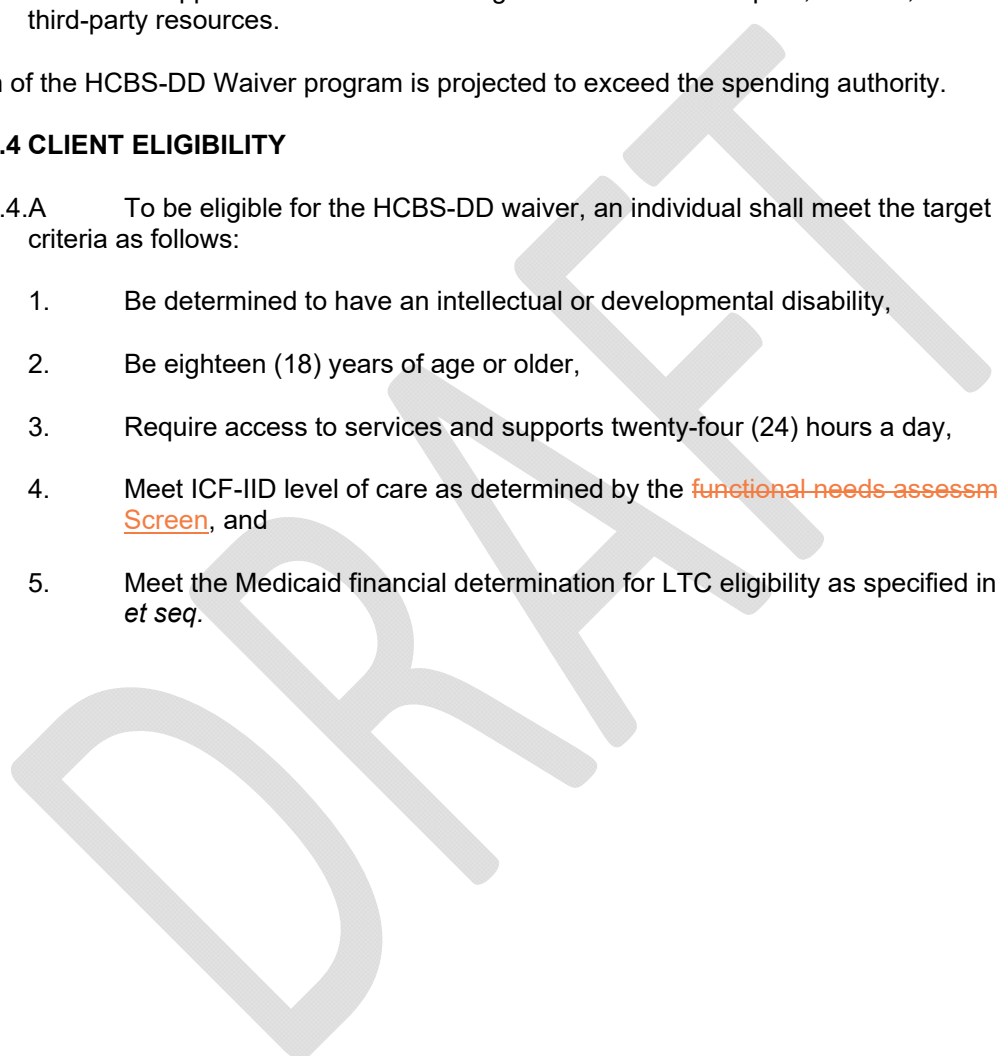 third-party resources.
of the HCBS-DD Waiver program is projected to exceed the spending authority.
.4 CLIENT ELIGIBILITY
.4.A To be eligible for the HCBS-DD waiver, an individual shall meet the target
criteria as follows:
1. Be determined to have an intellectual or developmental disability,
2. Be eighteen (18) years of age or older,
3. Require access to services and supports twenty-four (24) hours a day,
4. Meet ICF-IID level of care as determined by the functional needs assessm
Screen, and
5. Meet the Medicaid financial determination for LTC eligibility as specified in
et seq.
DRAFT